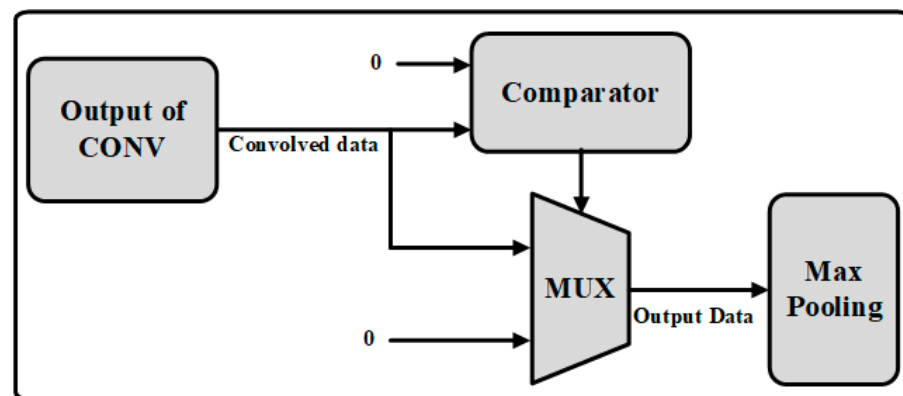 Output of
CONV
Convolved data
0
Comparator
0
MUX
Output Data
Max
Pooling